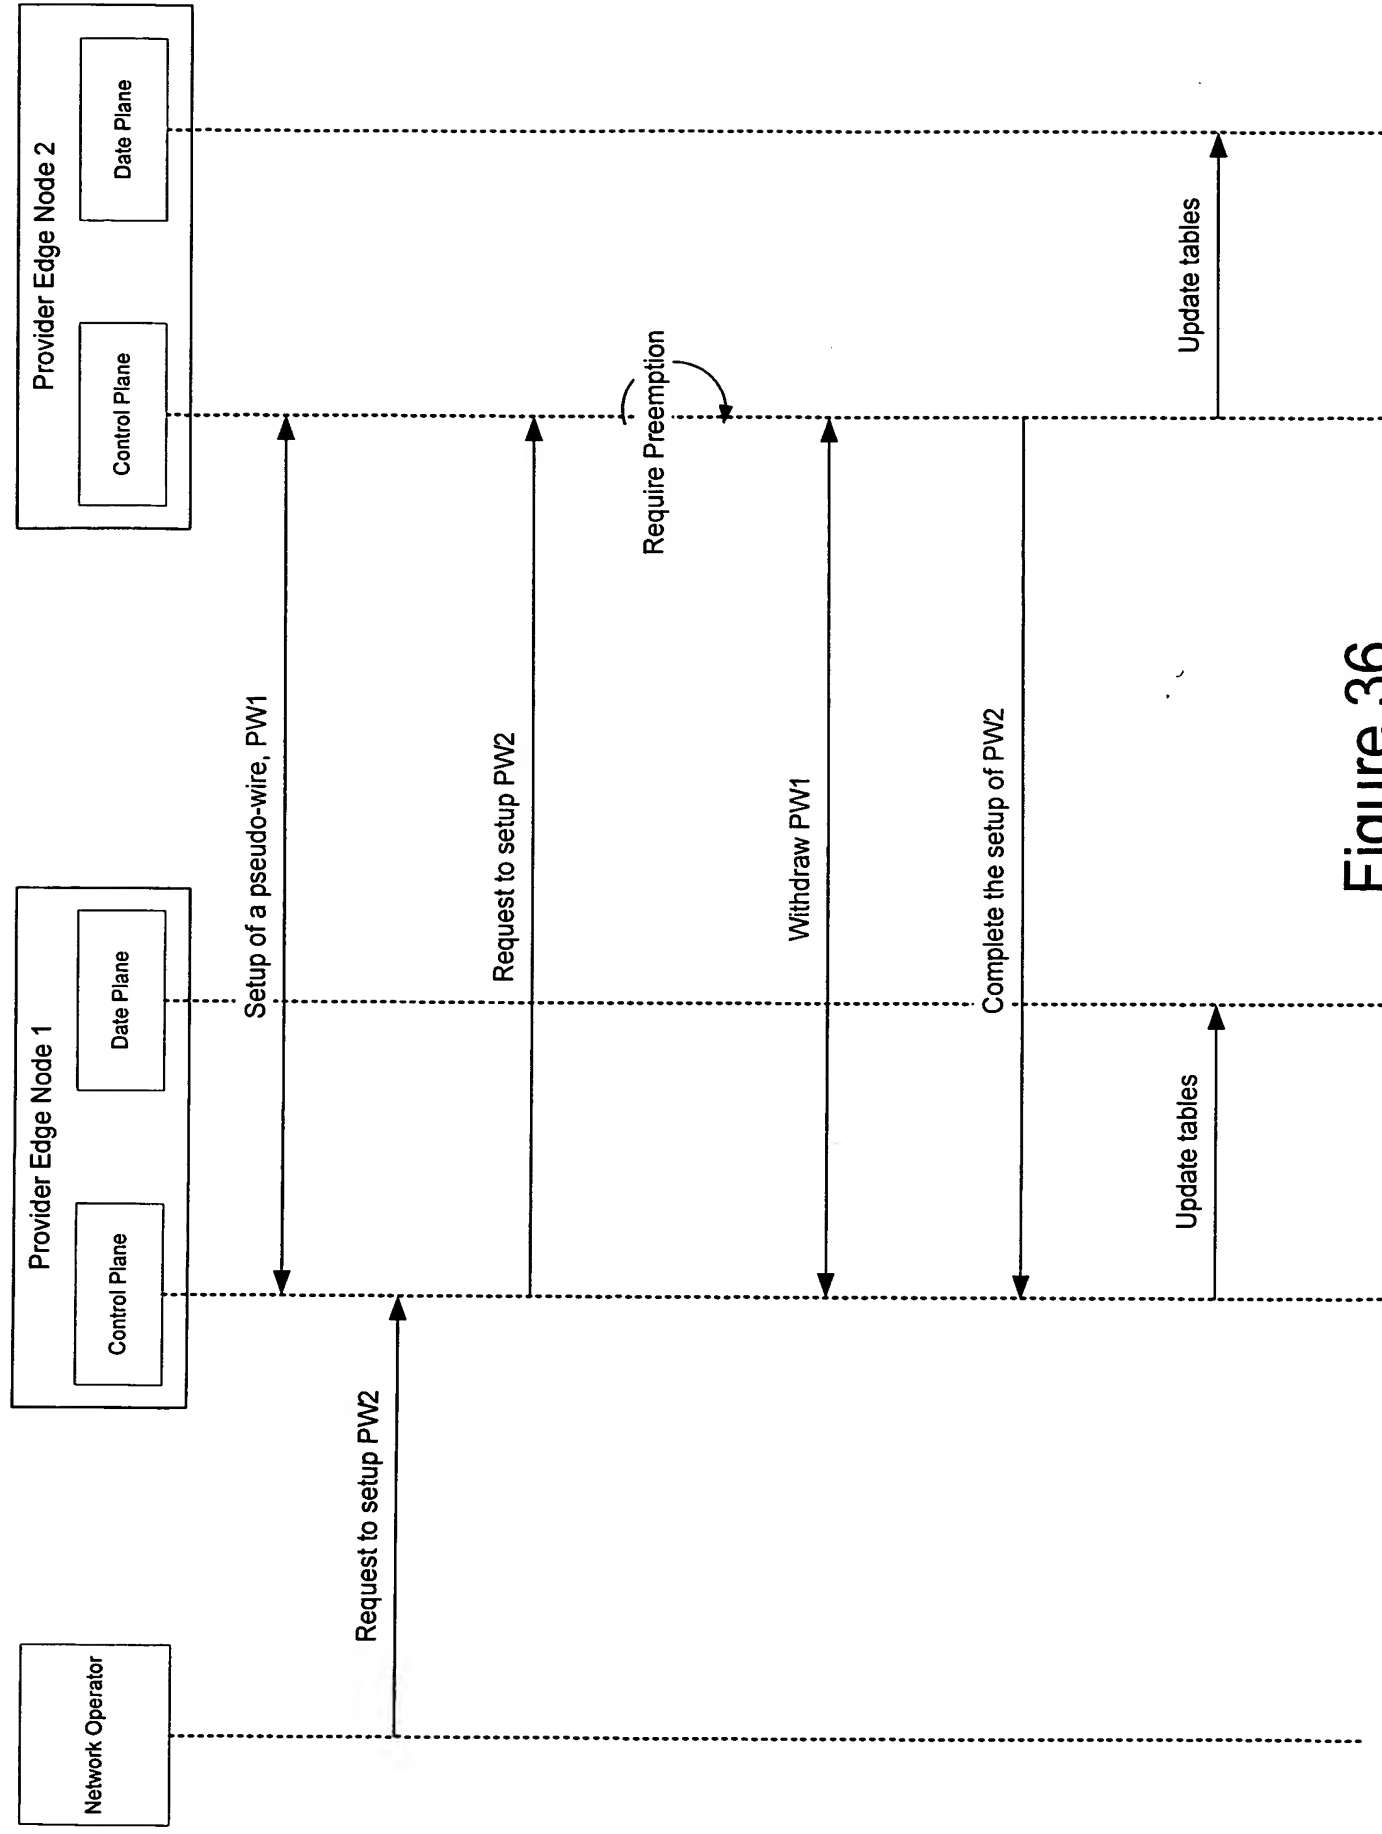 Network Operator
Provider Edge Node 1
Control Plane
Date Plane
Provider Edge Node 2
Control Plane
Date Plane
Setup of a pseudo-wire, PW1
Request to setup PW2
Request to setup PW2
Require Preemption
Withdraw PW1
Complete the setup of PW2
Update tables
Update tables
Figure 36